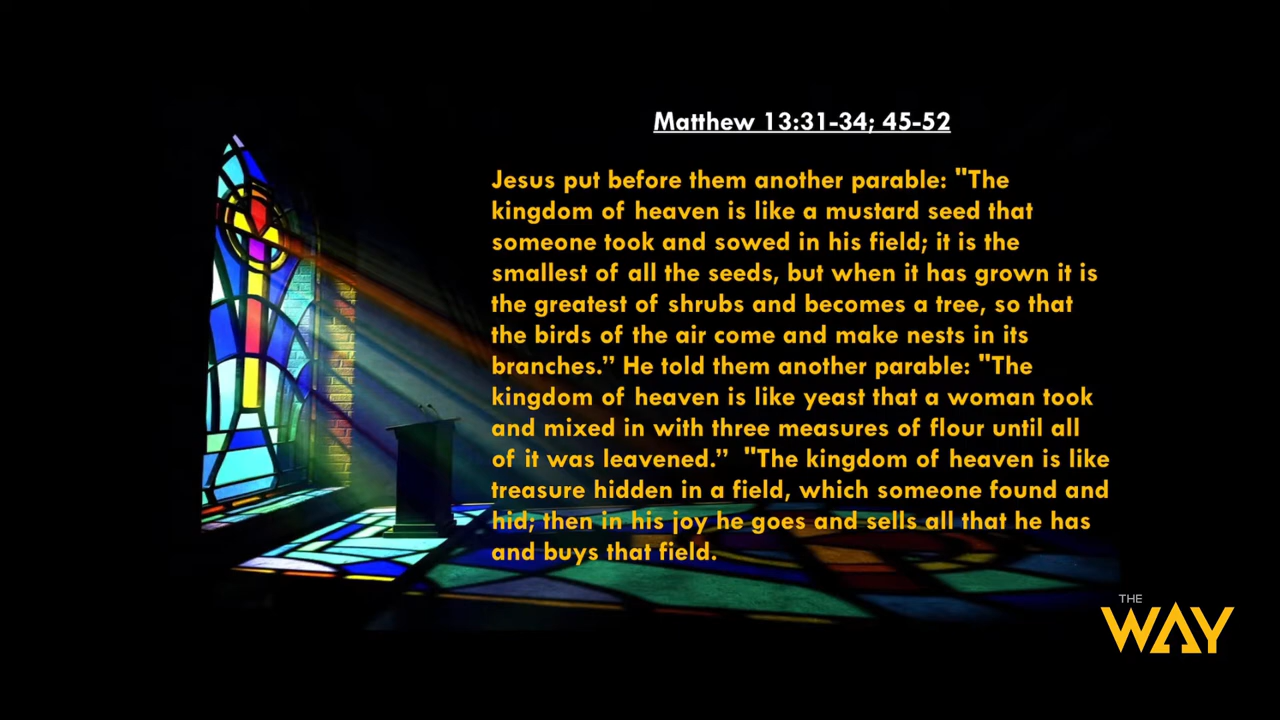 Matthew 13:31-34; 45-52
Jesus put before them another parable: "The
kingdom of heaven is like a mustard seed that
someone took and sowed in his field; it is the
smallest of all the seeds, but when it has grown it is
the greatest of shrubs and becomes a tree, so that
the birds of the air come and make nests in its
branches.” He told them another parable: "The
kingdom of heaven is like yeast that a woman took
and mixed in with three measures of flour until all
of it was leavened.”  "The kingdom of heaven is like
treasure hidden in a field, which someone found and
hid; then in his joy he goes and sells all that he has
and buys that field.
THE
WAY